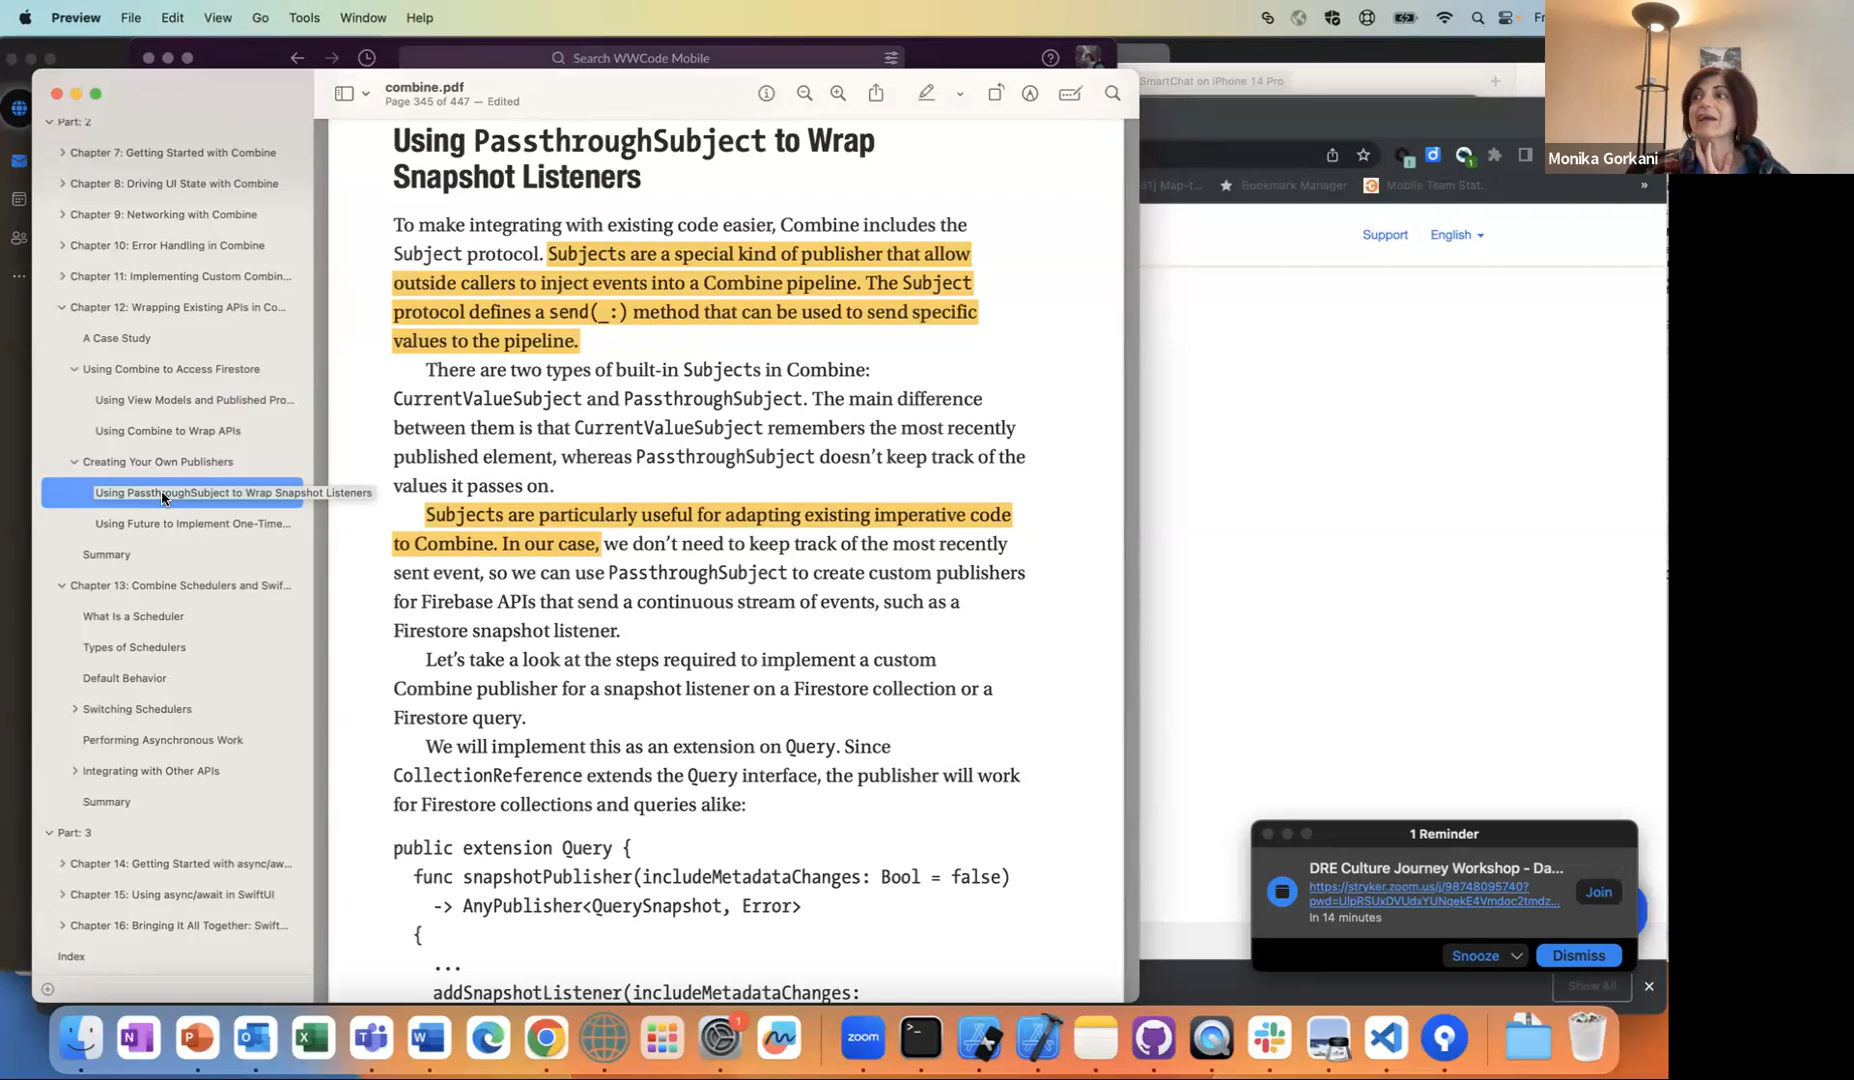 Preview File Edit View Go Tools Window Help
Search WWCode Mobile
combine.pdf
Page 345 of 447 — Edited
SmartChat on iPhone 14 Pro
Monika Gorkani
Bookmark Manager
Mobile Team Stat...
»
Support English
Part: 2
Chapter 7: Getting Started with Combine
Chapter 8: Driving UI State with Combine
Chapter 9: Networking with Combine
Chapter 10: Error Handling in Combine
Chapter 11: Implementing Custom Combin...
Chapter 12: Wrapping Existing APIs in Co...
A Case Study
Using Combine to Access Firestore
Using View Models and Published Pro...
Using Combine to Wrap APIs
Creating Your Own Publishers
Using PassthroughSubject to Wrap Snapshot Listeners
Using Future to Implement One-Time...
Summary
Chapter 13: Combine Schedulers and Swif...
What Is a Scheduler
Types of Schedulers
Default Behavior
Switching Schedulers
Performing Asynchronous Work
Integrating with Other APIs
Summary
Part: 3
Chapter 14: Getting Started with async/aw...
Chapter 15: Using async/await in SwiftUI
Chapter 16: Bringing It All Together: Swift...
Index
Using PassthroughSubject to Wrap
Snapshot Listeners
To make integrating with existing code easier, Combine includes the
Subject protocol. Subjects are a special kind of publisher that allow
outside callers to inject events into a Combine pipeline. The Subject
protocol defines a send(_:) method that can be used to send specific
values to the pipeline.
There are two types of built-in Subjects in Combine:
CurrentValueSubject and PassthroughSubject. The main difference
between them is that CurrentValueSubject remembers the most recently
published element, whereas PassthroughSubject doesn’t keep track of the
values it passes on.
Subjects are particularly useful for adapting existing imperative code
to Combine. In our case, we don’t need to keep track of the most recently
sent event, so we can use PassthroughSubject to create custom publishers
for Firebase APIs that send a continuous stream of events, such as a
Firestore snapshot listener.
Let’s take a look at the steps required to implement a custom
Combine publisher for a snapshot listener on a Firestore collection or a
Firestore query.
We will implement this as an extension on Query. Since
CollectionReference extends the Query interface, the publisher will work
for Firestore collections and queries alike:
public extension Query {
func snapshotPublisher(includeMetadataChanges: Bool = false)
-> AnyPublisher<QuerySnapshot, Error>
{
...
addSnapshotListener(includeMetadataChanges:
1 Reminder
DRE Culture Journey Workshop - Da...
https://stryker.zoom.us/j/98748095740?
In 14 minutes
Join
Snooze Dismiss
Show All
zoom